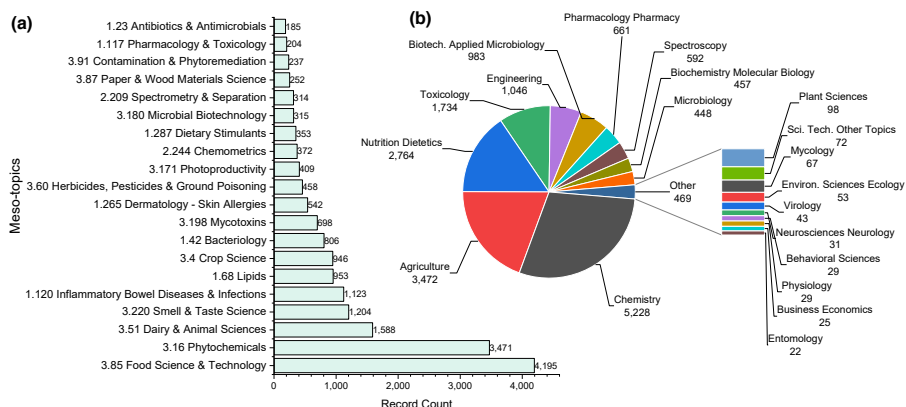 (a)
Meso-topics
1.23 Antibiotics & Antimicrobials 185
1.117 Pharmacology & Toxicology 204
3.91 Contamination & Phytoremediation 237
3.87 Paper & Wood Materials Science 252
2.209 Spectrometry & Separation 314
3.180 Microbial Biotechnology 315
1.287 Dietary Stimulants 353
2.244 Chemometrics 372
3.171 Photoproductivity 409
3.60 Herbicides, Pesticides & Ground Poisoning 458
1.265 Dermatology - Skin Allergies 542
3.198 Mycotoxins 698
1.42 Bacteriology 806
3.4 Crop Science 946
1.68 Lipids 953
1.120 Inflammatory Bowel Diseases & Infections 1,123
3.220 Smell & Taste Science 1,204
3.51 Dairy & Animal Sciences 1,588
3.16 Phytochemicals 3,471
3.85 Food Science & Technology 4,195
0 1,000 2,000 3,000 4,000
Record Count
(b)
Pharmacology Pharmacy
661
Biotech. Applied Microbiology
983
Spectroscopy
592
Engineering
1,046
Biochemistry Molecular Biology
457
Toxicology
1,734
Microbiology
448
Nutrition Dietetics
2,764
Other
469
Agriculture
3,472
Chemistry
5,228
Plant Sciences
98
Sci. Tech. Other Topics
72
Mycology
67
Environ. Sciences Ecology
53
Virology
43
Neurosciences Neurology
31
Behavioral Sciences
29
Physiology
29
Business Economics
25
Entomology
22